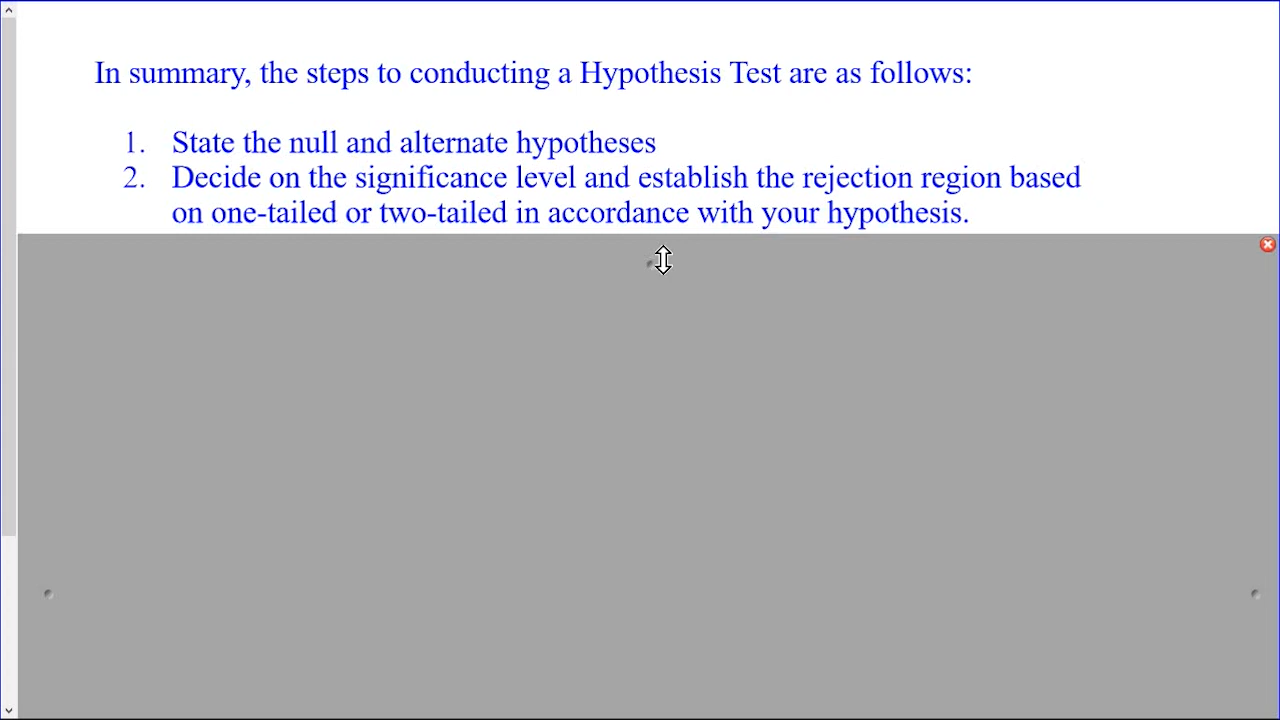 In summary, the steps to conducting a Hypothesis Test are as follows:
1. State the null and alternate hypotheses
2. Decide on the significance level and establish the rejection region based
on one-tailed or two-tailed in accordance with your hypothesis.